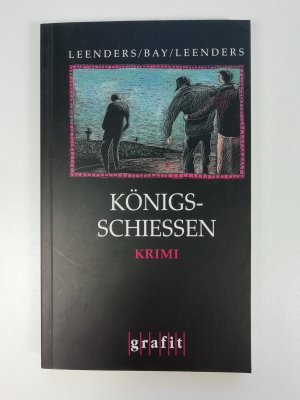 LEENDERS/BAY/LEENDERS
KÖNIGS-
SCHIESSEN
KRIMI
grafit